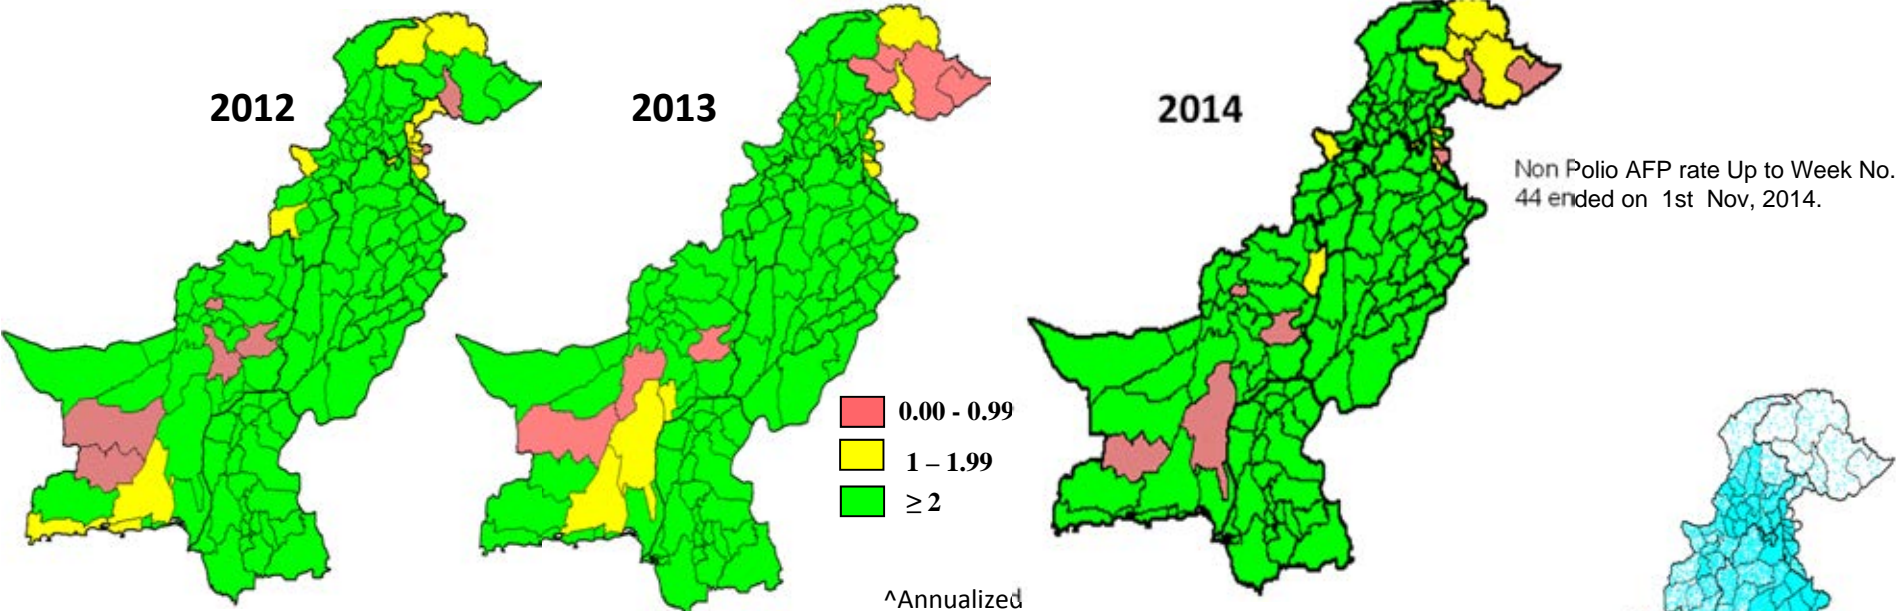 2012
2013
2014
Non Polio AFP rate Up to Week No.
44 ended on 1st Nov, 2014.
0.00 - 0.99
1 – 1.99
≥ 2
^Annualized